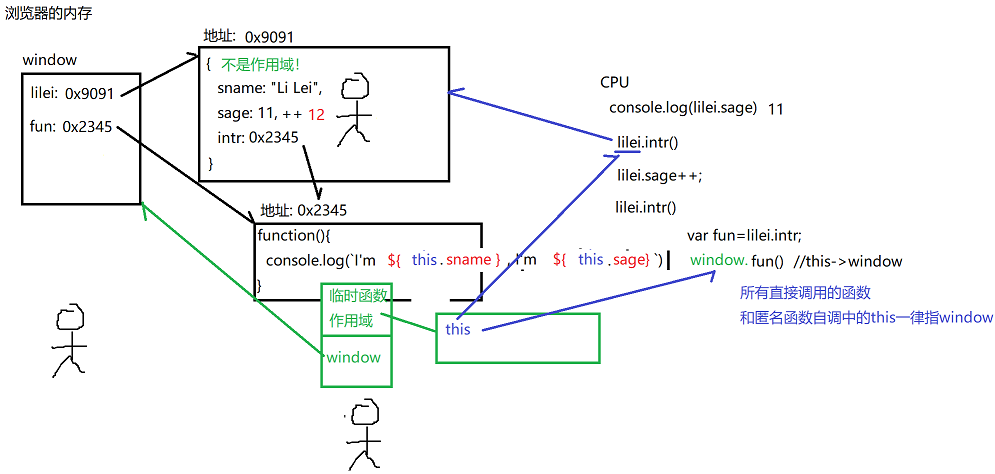 浏览器的内存
window
lilei: 0x9091
fun: 0x2345
地址: 0x9091
{ 不是作用域!
sname: "Li Lei",
sage: 11, ++ 12
intr: 0x2345
}
地址: 0x2345
function(){
console.log(`I'm ${ this.sname } , I'm ${ this.sage}`)
}
临时函数
作用域
window
this
CPU
console.log(lilei.sage) 11
lilei.intr()
lilei.sage++;
lilei.intr()
var fun=lilei.intr;
window. fun() //this->window
所有直接调用的函数
和匿名函数自调中的this一律指window